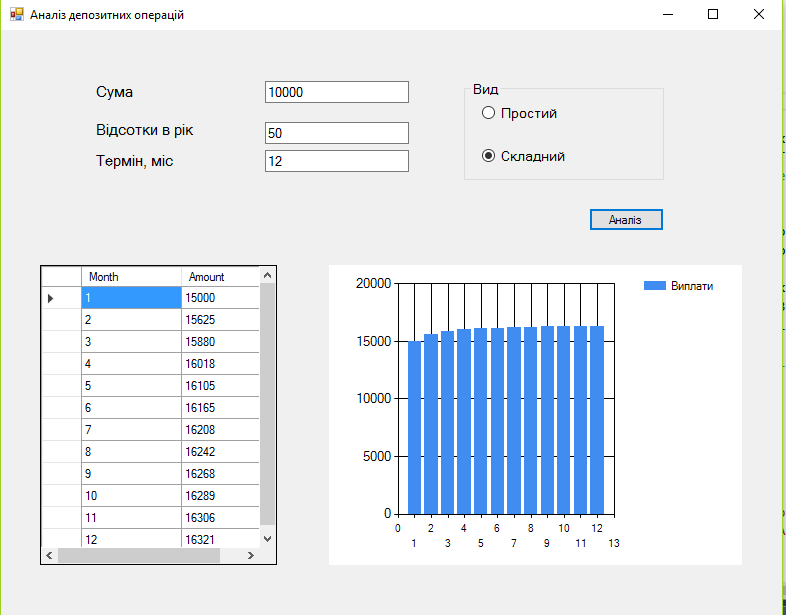 Аналіз депозитних операцій
Сума 10000
Відсотки в рік 50
Термін, міс 12
Вид
Простий
Складний
Аналіз
Month Amount
1 15000
2 15625
3 15880
4 16018
5 16105
6 16165
7 16208
8 16242
9 16268
10 16289
11 16306
12 16321
20000
15000
10000
5000
0
0 2 4 6 8 10 12
1 3 5 7 9 11 13
Виплати